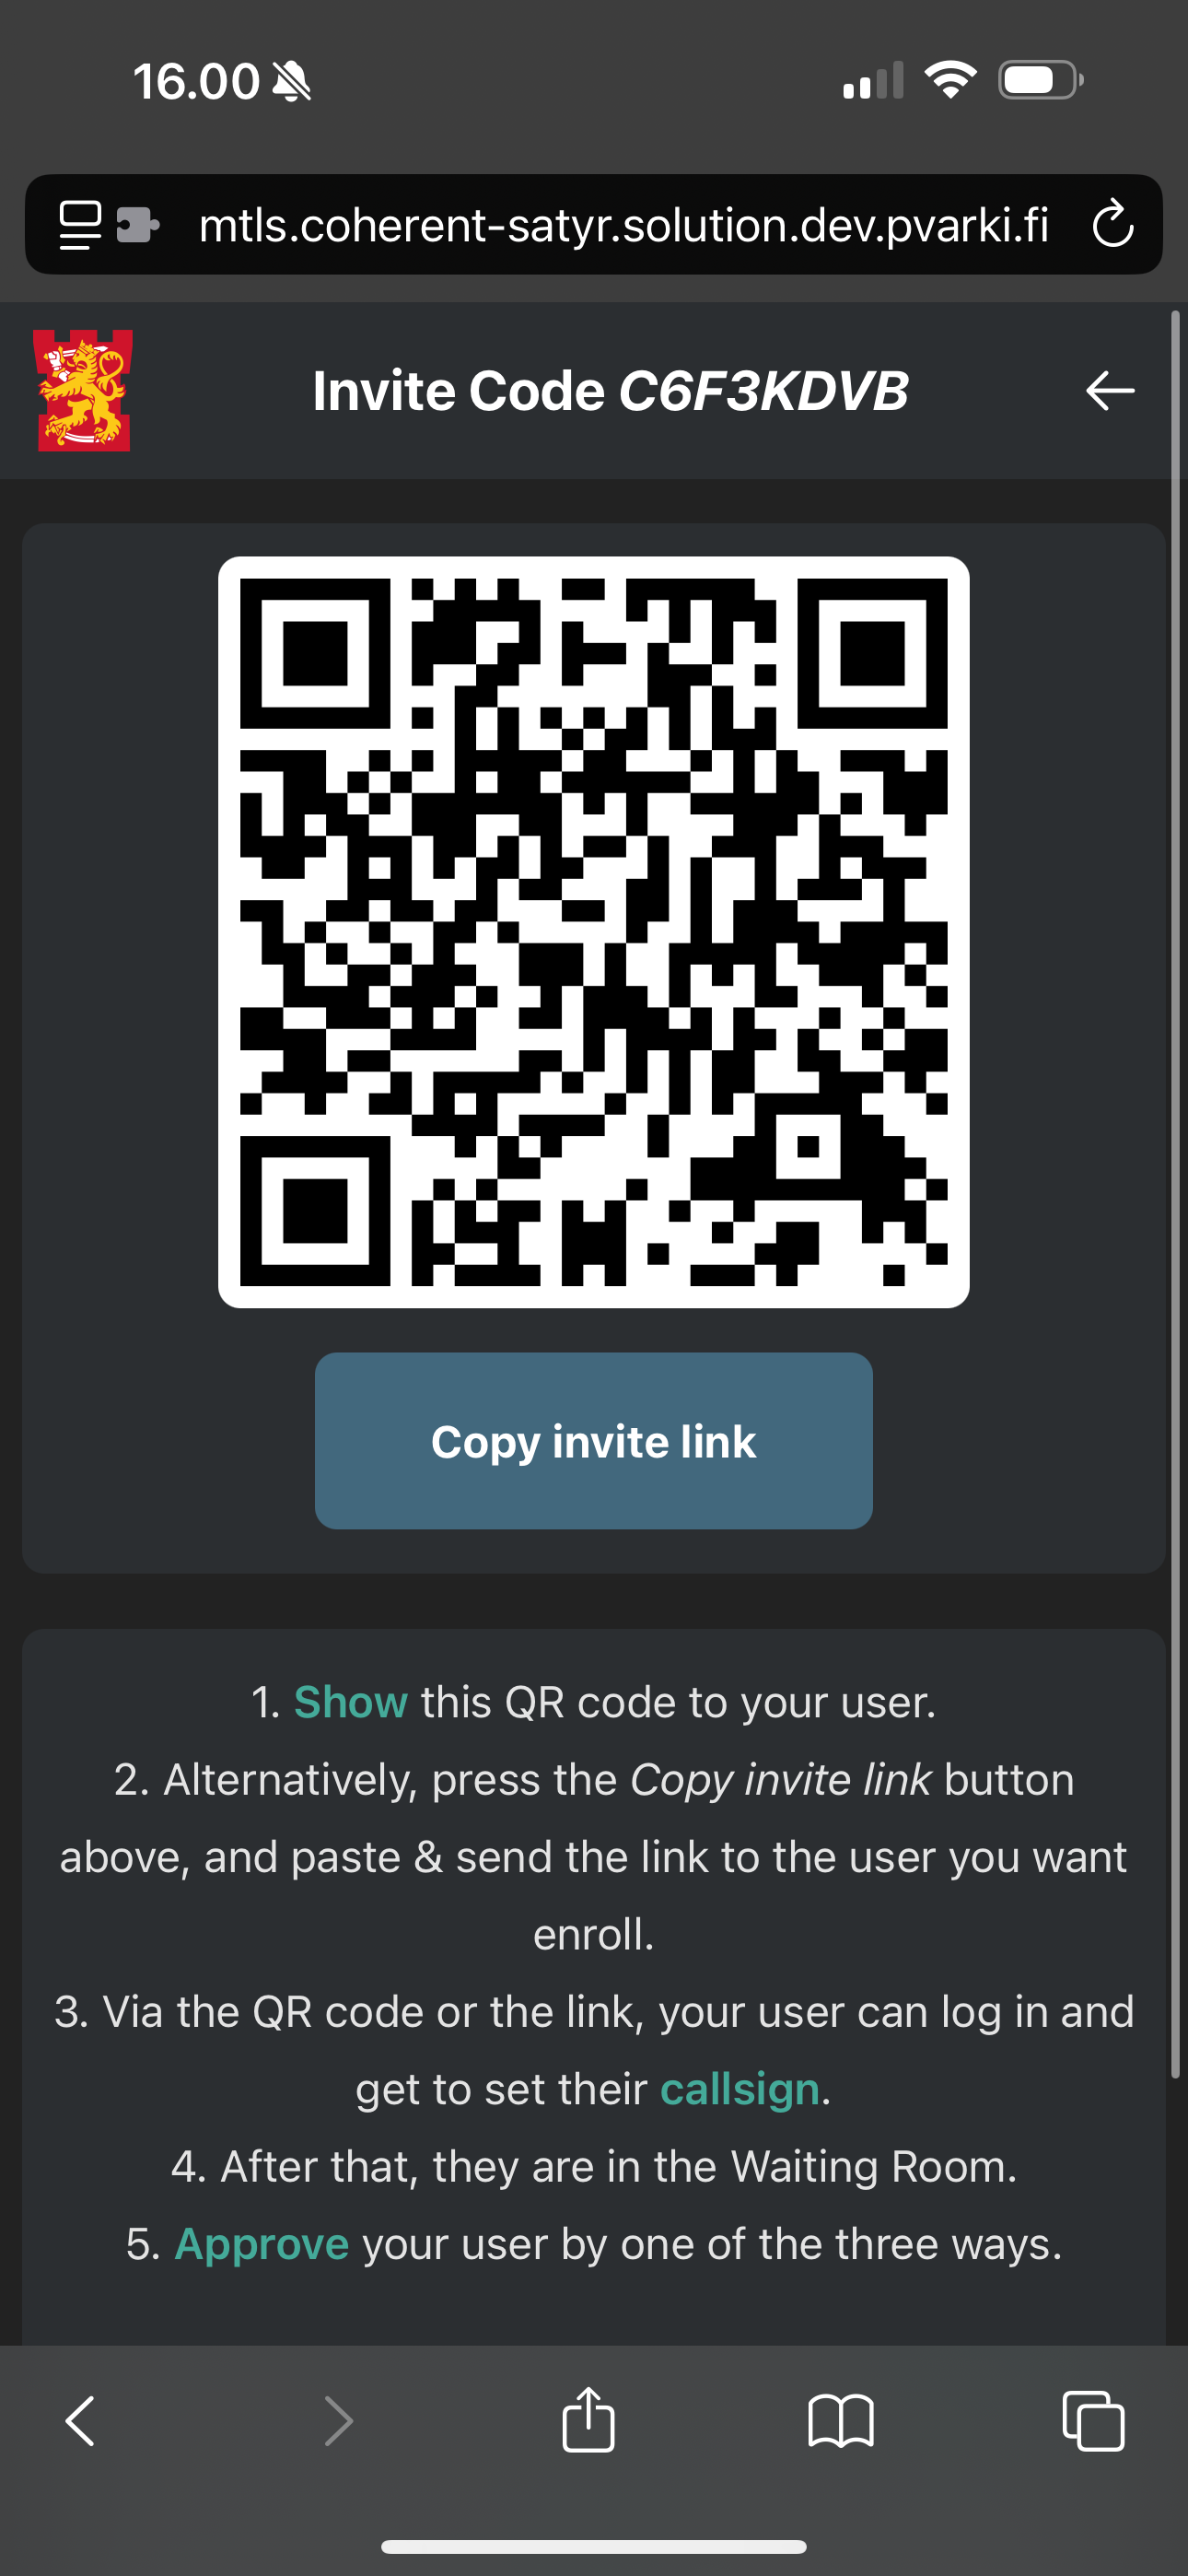 16.00
mtls.coherent-satyr.solution.dev.pvarki.fi
Invite Code C6F3KDVB
Copy invite link
1. Show this QR code to your user.
2. Alternatively, press the Copy invite link button
above, and paste & send the link to the user you want
enroll.
3. Via the QR code or the link, your user can log in and
get to set their callsign.
4. After that, they are in the Waiting Room.
5. Approve your user by one of the three ways.